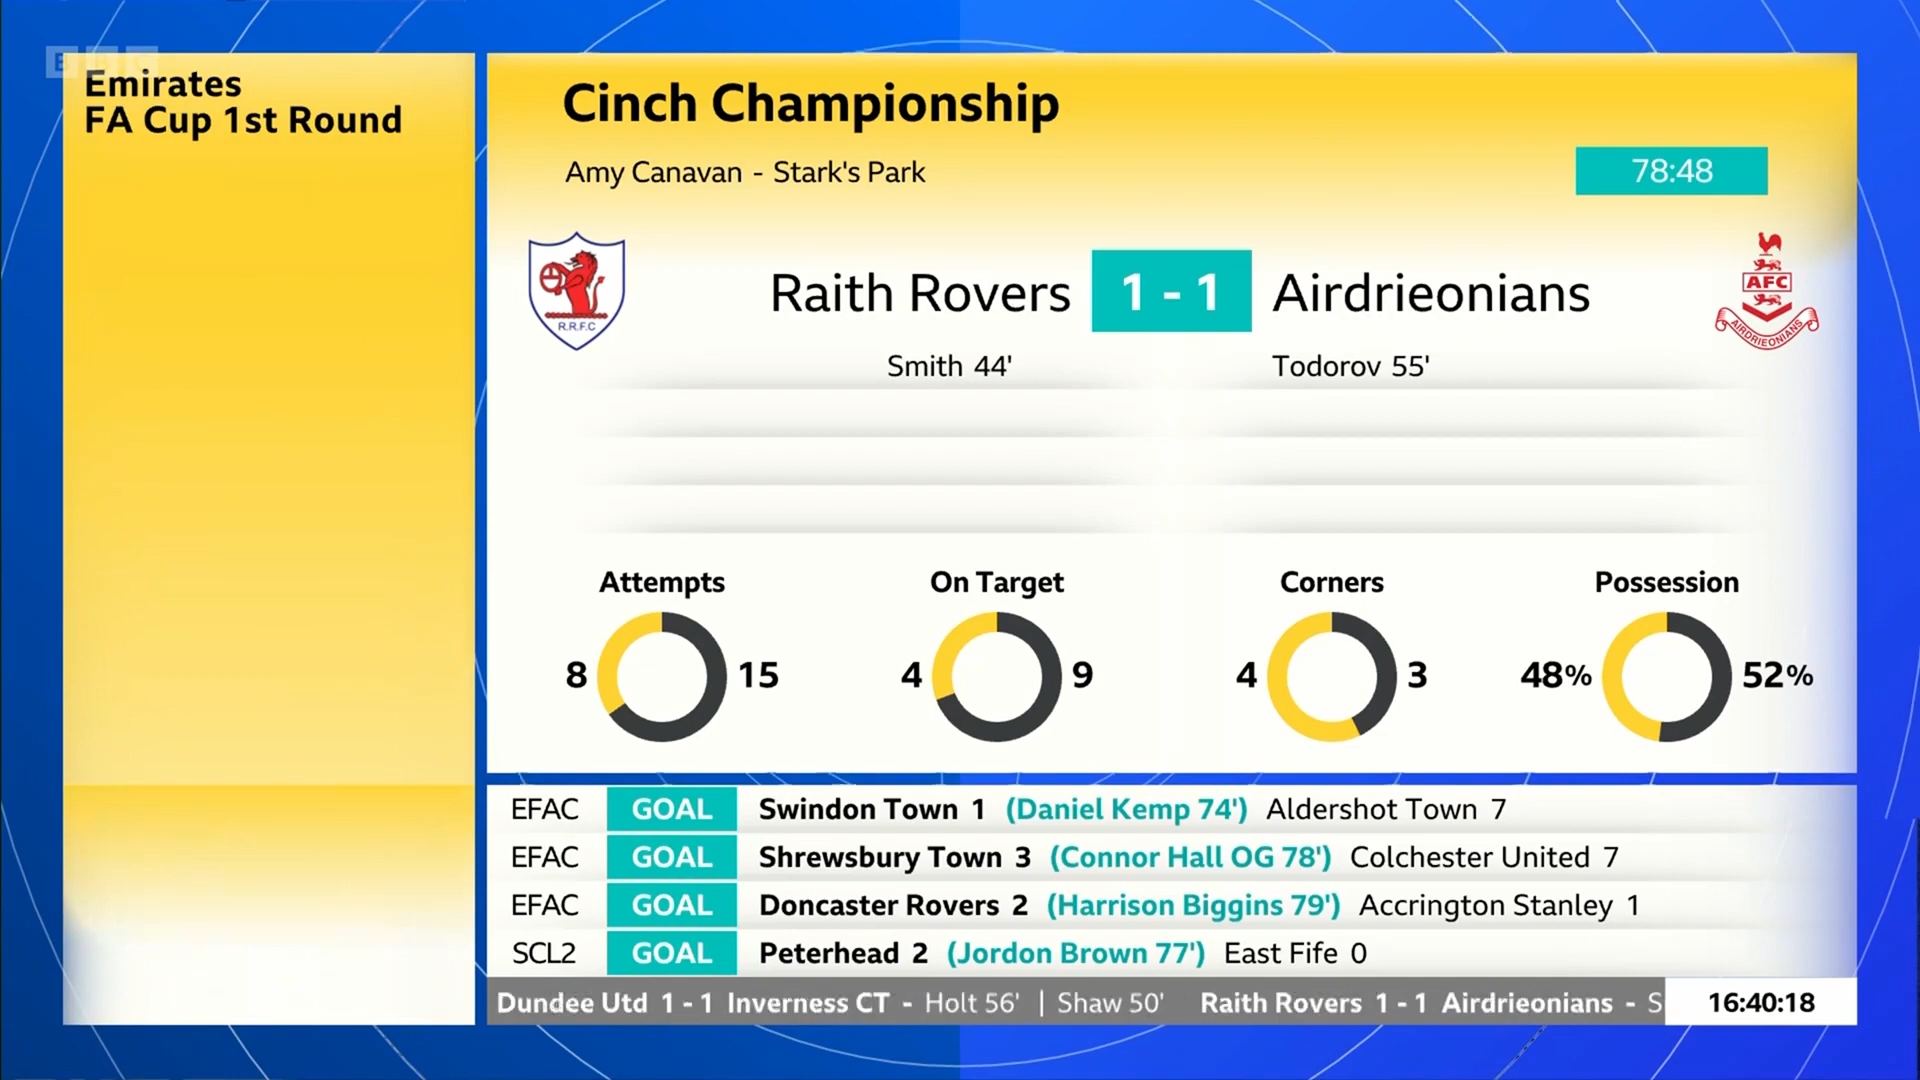 BBC
Emirates
FA Cup 1st Round
Cinch Championship
Amy Canavan - Stark's Park
78:48
R.R.F.C
Raith Rovers 1 - 1 Airdrieonians
AFC
AIRDRIEONIANS
Smith 44' Todorov 55'
Attempts On Target Corners Possession
8 15 4 9 4 3 48% 52%
EFAC GOAL Swindon Town 1 (Daniel Kemp 74') Aldershot Town 7
EFAC GOAL Shrewsbury Town 3 (Connor Hall OG 78') Colchester United 7
EFAC GOAL Doncaster Rovers 2 (Harrison Biggins 79') Accrington Stanley 1
SCL2 GOAL Peterhead 2 (Jordon Brown 77') East Fife 0
Dundee Utd 1 - 1 Inverness CT - Holt 56' | Shaw 50' Raith Rovers 1 - 1 Airdrieonians - S 16:40:18